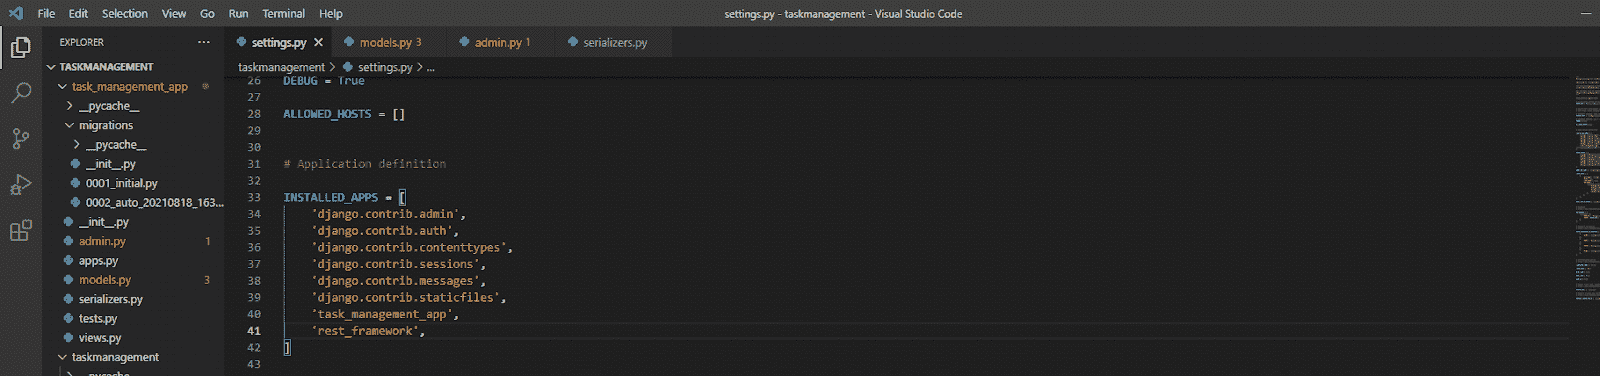 File Edit Selection View Go Run Terminal Help
settings.py - taskmanagement - Visual Studio Code
EXPLORER ...
TASKMANAGEMENT
task_management_app
__pycache__
migrations
__pycache__
__init__.py
0001_initial.py
0002_auto_20210818_163...
__init__.py
admin.py 1
apps.py
models.py 3
serializers.py
tests.py
views.py
taskmanagement
__pycache__
settings.py models.py 3 admin.py 1 serializers.py
taskmanagement > settings.py > ...
26 DEBUG = True
27
28 ALLOWED_HOSTS = []
29
30
31 # Application definition
32
33 INSTALLED_APPS = [
34 'django.contrib.admin',
35 'django.contrib.auth',
36 'django.contrib.contenttypes',
37 'django.contrib.sessions',
38 'django.contrib.messages',
39 'django.contrib.staticfiles',
40 'task_management_app',
41 'rest_framework',
42 ]
43